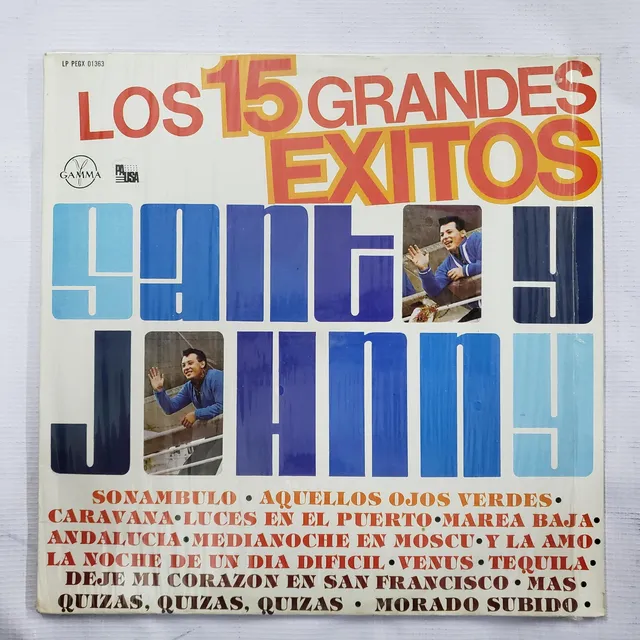 LP PEGX 01363
LOS 15 GRANDES
EXITOS
GAMMA
PAUSA
SANTO Y
JOHNNY
SONAMBULO • AQUELLOS OJOS VERDES •
CARAVANA • LUCES EN EL PUERTO • MAREA BAJA •
ANDALUCIA • MEDIANOCHE EN MOSCU • Y LA AMO •
LA NOCHE DE UN DIA DIFICIL • VENUS • TEQUILA •
DEJE MI CORAZON EN SAN FRANCISCO • MAS •
QUIZAS, QUIZAS, QUIZAS • MORADO SUBIDO •